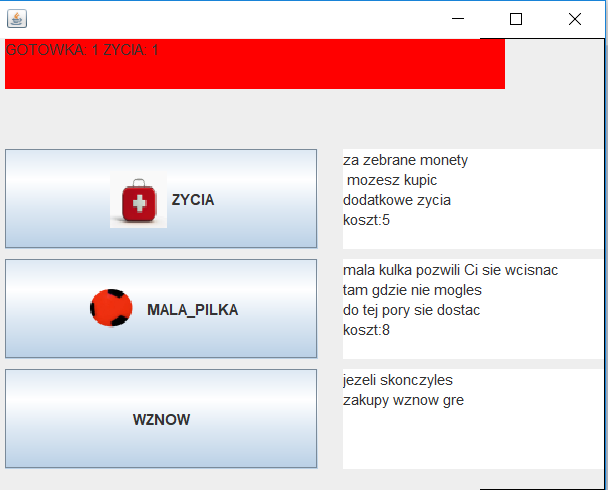 GOTOWKA: 1 ZYCIA: 1
ZYCIA
za zebrane monety
mozesz kupic
dodatkowe zycia
koszt:5
MALA_PILKA
mala kulka pozwili Ci sie wcisnac
tam gdzie nie mogles
do tej pory sie dostac
koszt:8
WZNOW
jezeli skonczyles
zakupy wznow gre